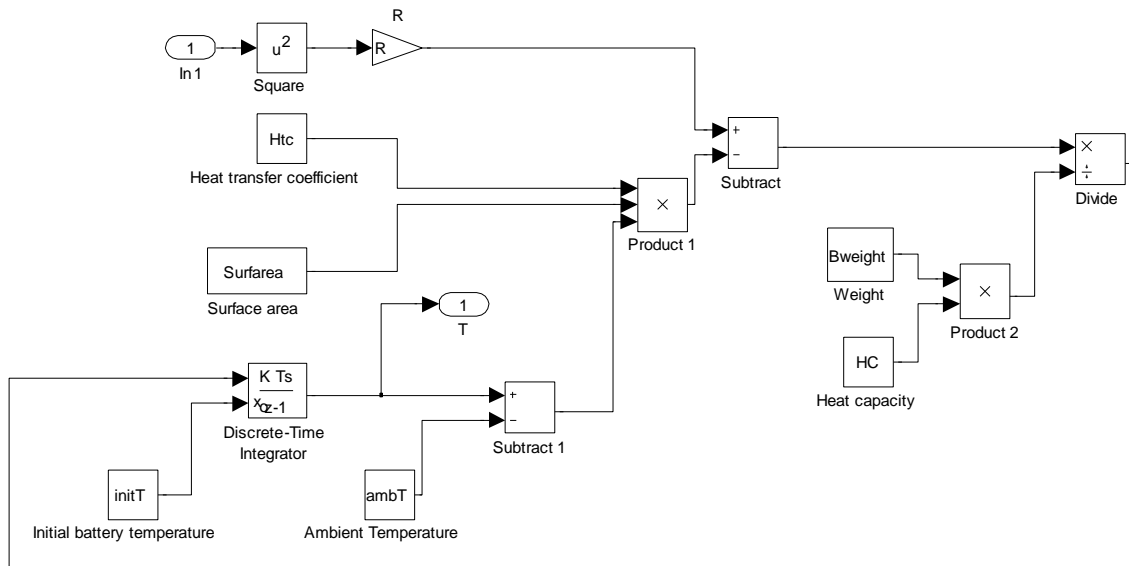 R
1
u²
R
In1
Square
Htc
+
−
Heat transfer coefficient
Subtract
×
÷
×
Divide
Product 1
Surfarea
Surface area
Bweight
Weight
×
Product 2
1
T
HC
Heat capacity
K Ts
xo z-1
Discrete-Time
Integrator
+
−
Subtract 1
initT
Initial battery temperature
ambT
Ambient Temperature